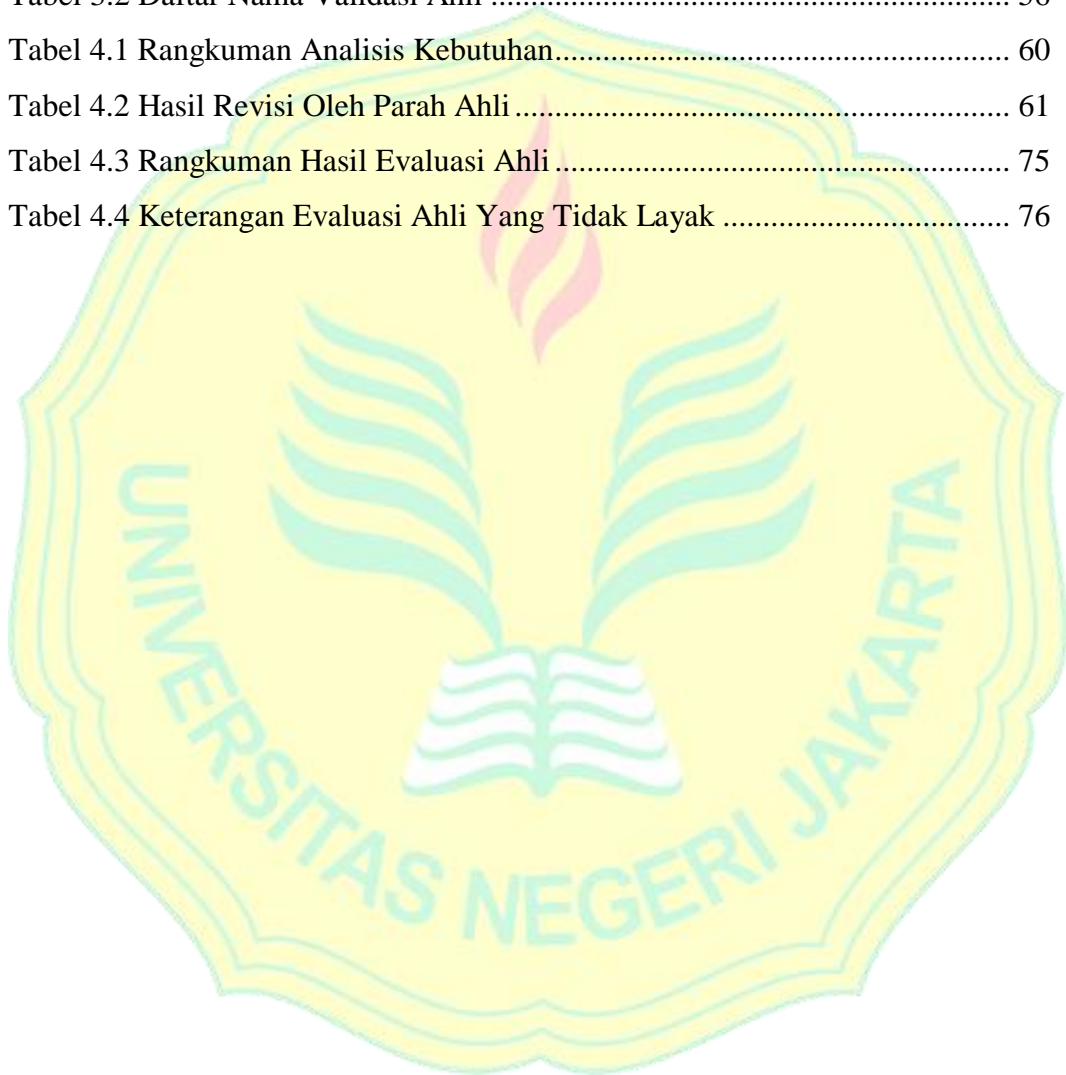 Tabel 3.2 Daftar Nama Validasi Ahli ................................................................. 56
Tabel 4.1 Rangkuman Analisis Kebutuhan......................................................... 60
Tabel 4.2 Hasil Revisi Oleh Parah Ahli .............................................................. 61
Tabel 4.3 Rangkuman Hasil Evaluasi Ahli ......................................................... 75
Tabel 4.4 Keterangan Evaluasi Ahli Yang Tidak Layak .................................... 76
UNIVERSITAS NEGERI JAKARTA